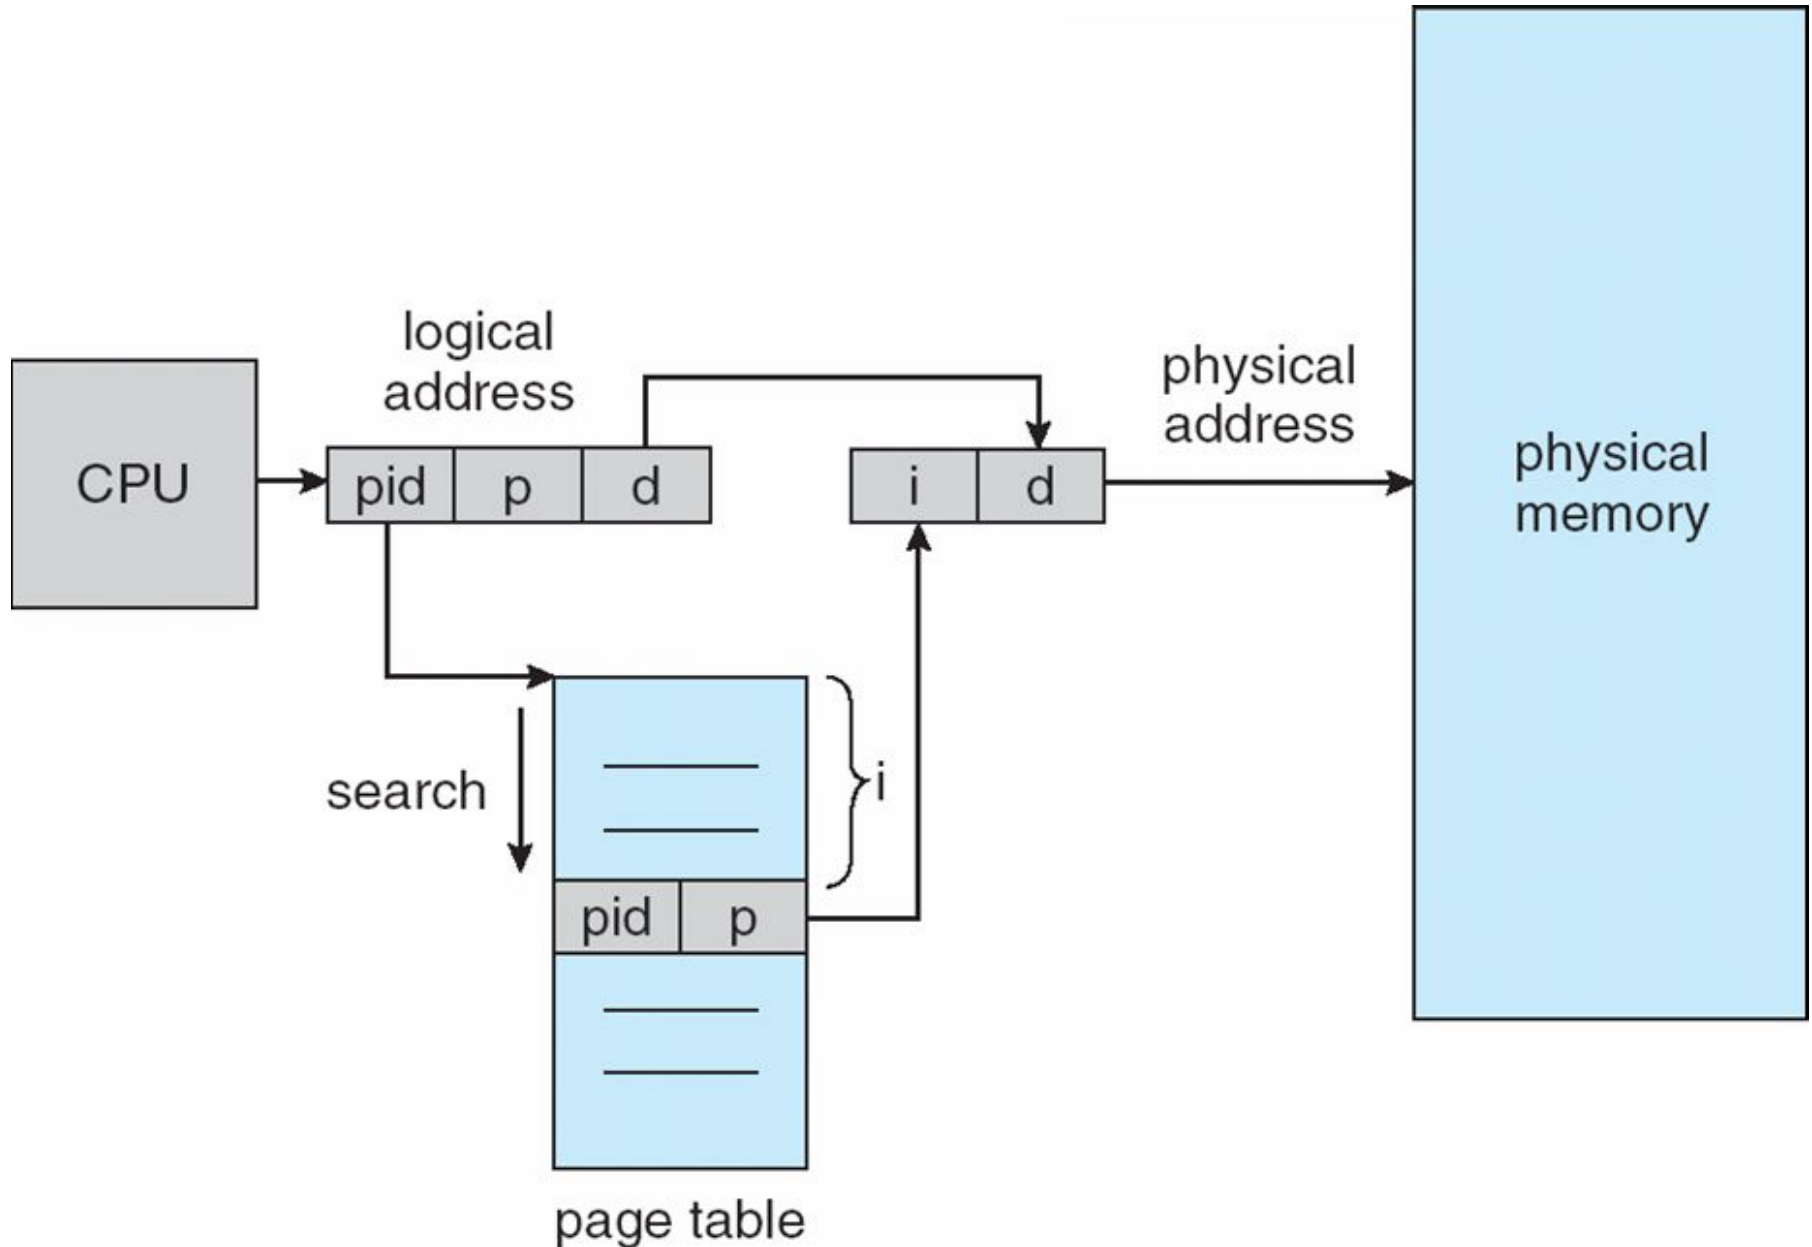 logical
address
CPU
pid p d
i d
physical
address
physical
memory
search
i
pid p
page table